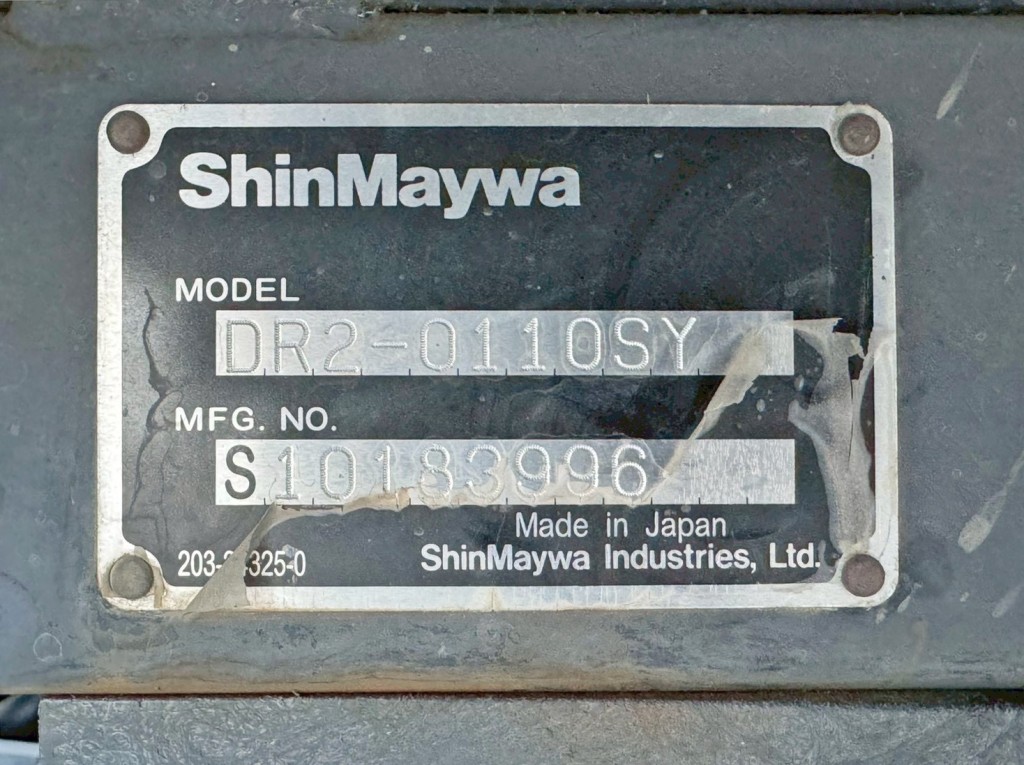 ShinMaywa
MODEL
DR2-0110SY
MFG. NO.
S10183996
Made in Japan
ShinMaywa Industries, Ltd.